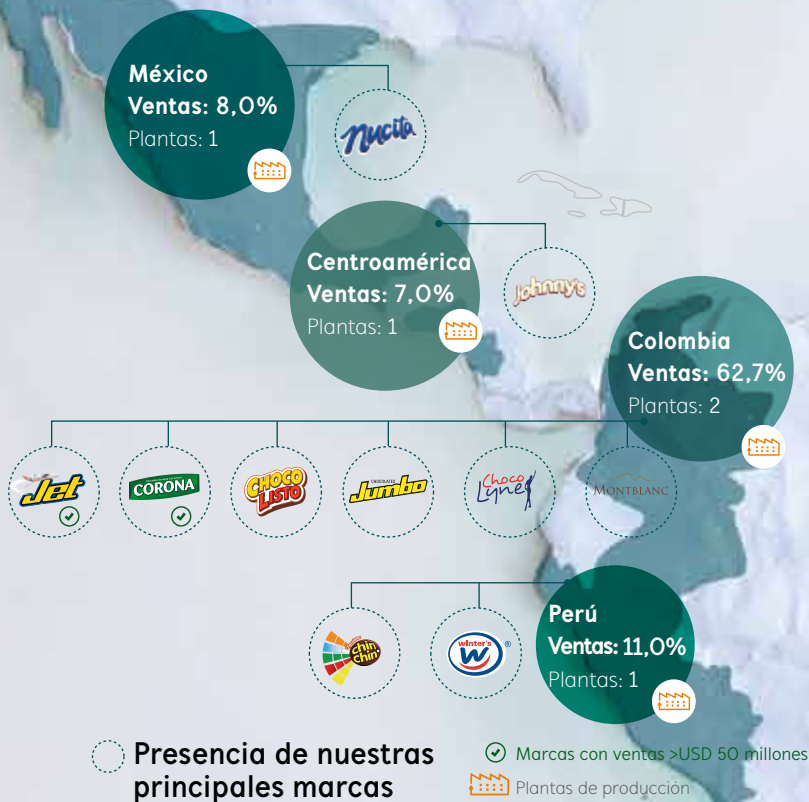 México
Ventas: 8,0%
Plantas: 1
Nucita
Centroamérica
Ventas: 7,0%
Plantas: 1
Johnny's
Colombia
Ventas: 62,7%
Plantas: 2
Jet
CORONA
CHOCO
LISTO
CHOCOLATES
Jumbo
Choco
Lyne
MONTBLANC
Perú
Ventas: 11,0%
Plantas: 1
chin
chin
winter's
W
®
Presencia de nuestras
principales marcas
Marcas con ventas >USD 50 millones
Plantas de producción